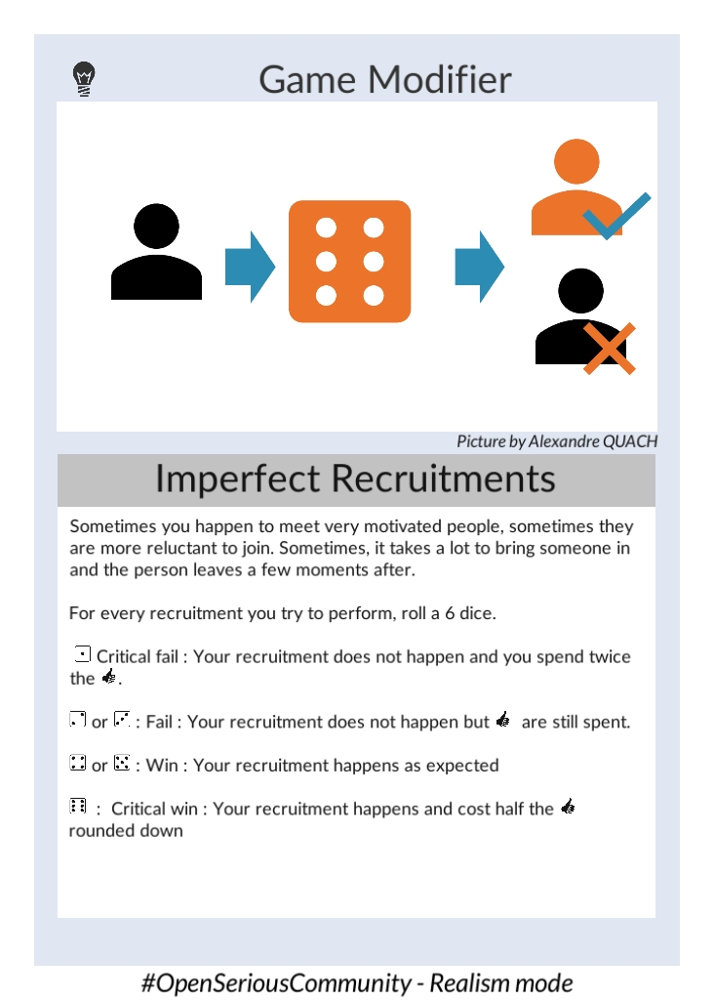 Game Modifier
Picture by Alexandre QUACH
Imperfect Recruitments
Sometimes you happen to meet very motivated people, sometimes they
are more reluctant to join. Sometimes, it takes a lot to bring someone in
and the person leaves a few moments after.
For every recruitment you try to perform, roll a 6 dice.
⚀ Critical fail : Your recruitment does not happen and you spend twice
the 👍.
⚁ or ⚂ : Fail : Your recruitment does not happen but 👍 are still spent.
⚃ or ⚄ : Win : Your recruitment happens as expected
⚅ : Critical win : Your recruitment happens and cost half the 👍
rounded down
#OpenSeriousCommunity - Realism mode